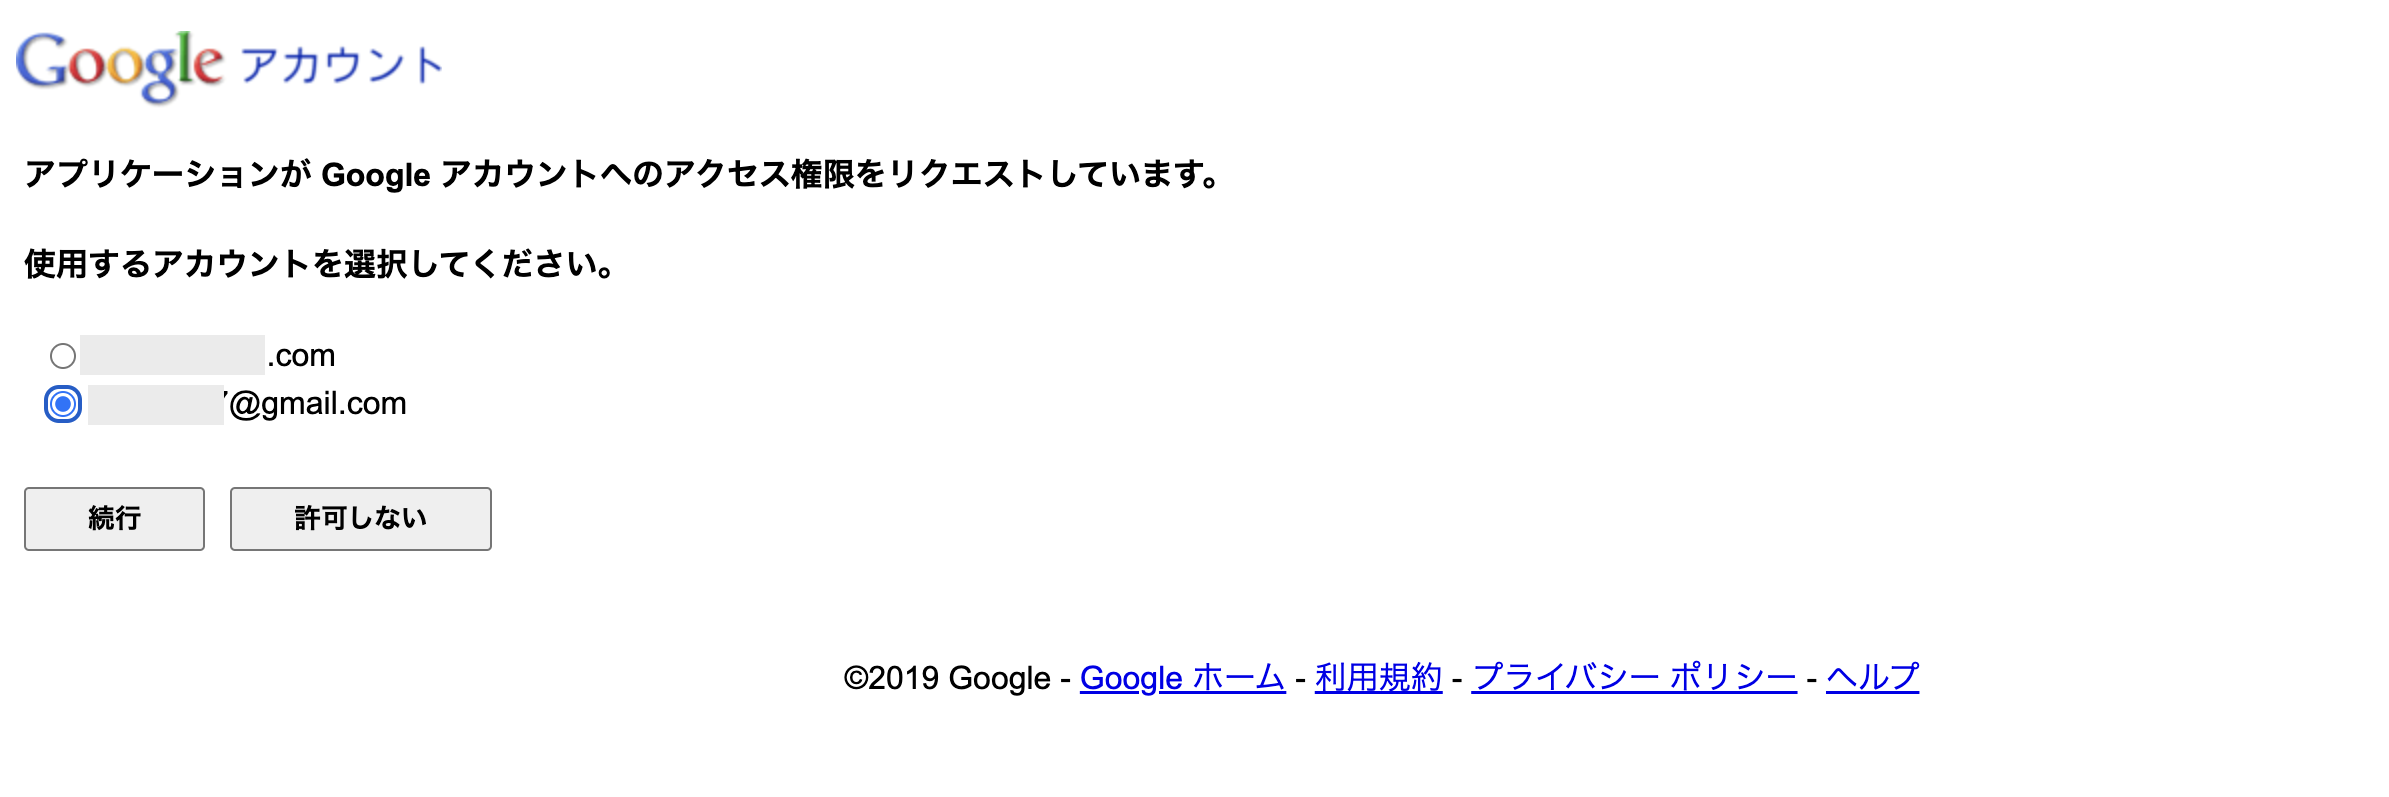 Google アカウント
アプリケーションが Google アカウントへのアクセス権限をリクエストしています。
使用するアカウントを選択してください。
.com
@gmail.com
続行 許可しない
©2019 Google - Google ホーム - 利用規約 - プライバシー ポリシー - ヘルプ